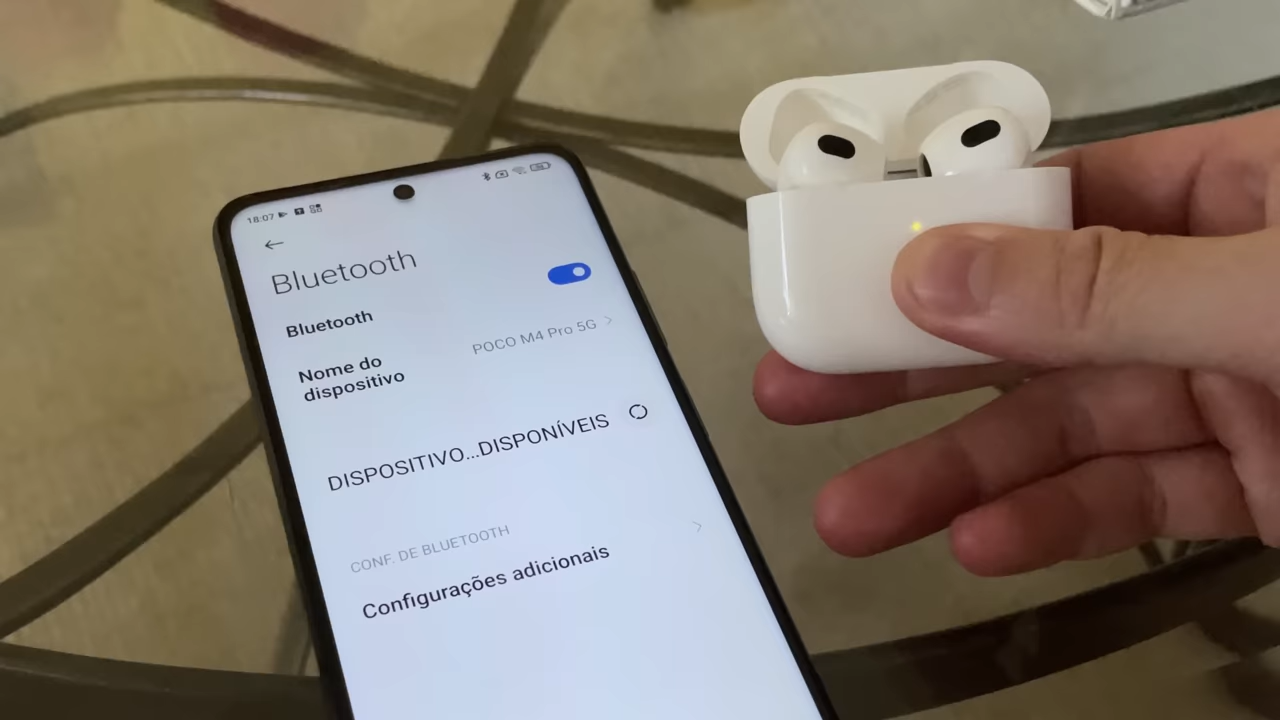 18:07
Bluetooth
Bluetooth
Nome do
dispositivo
POCO M4 Pro 5G
DISPOSITIVO...DISPONÍVEIS
CONF. DE BLUETOOTH
Configurações adicionais